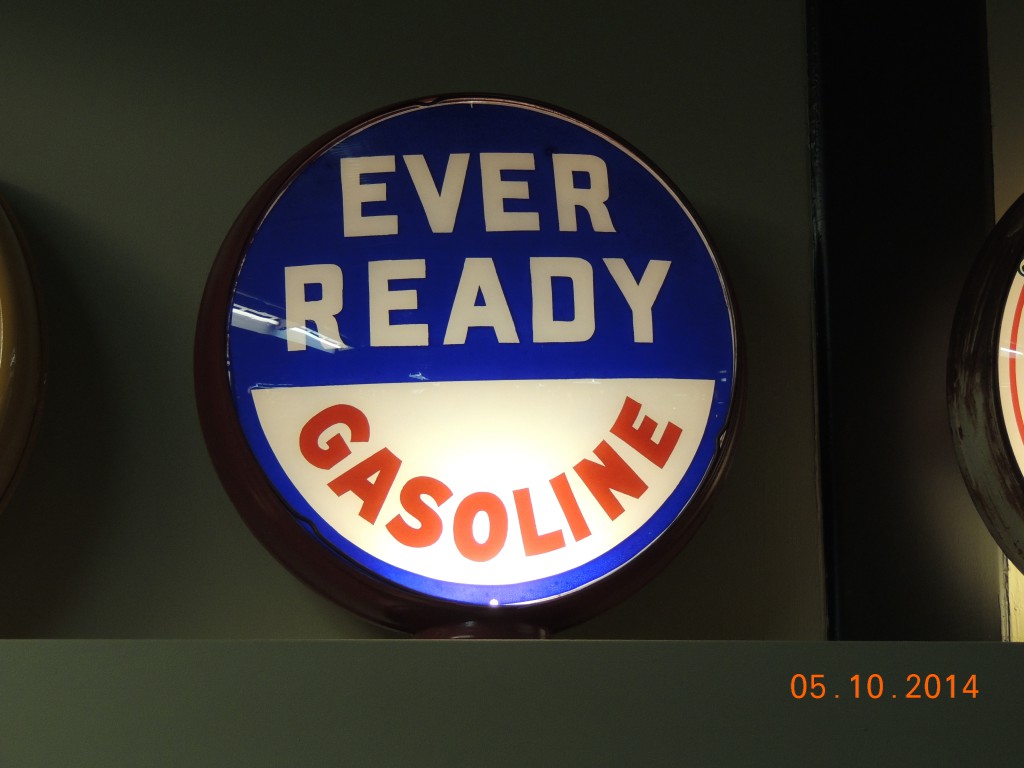 EVER
READY
GASOLINE
05.10.2014